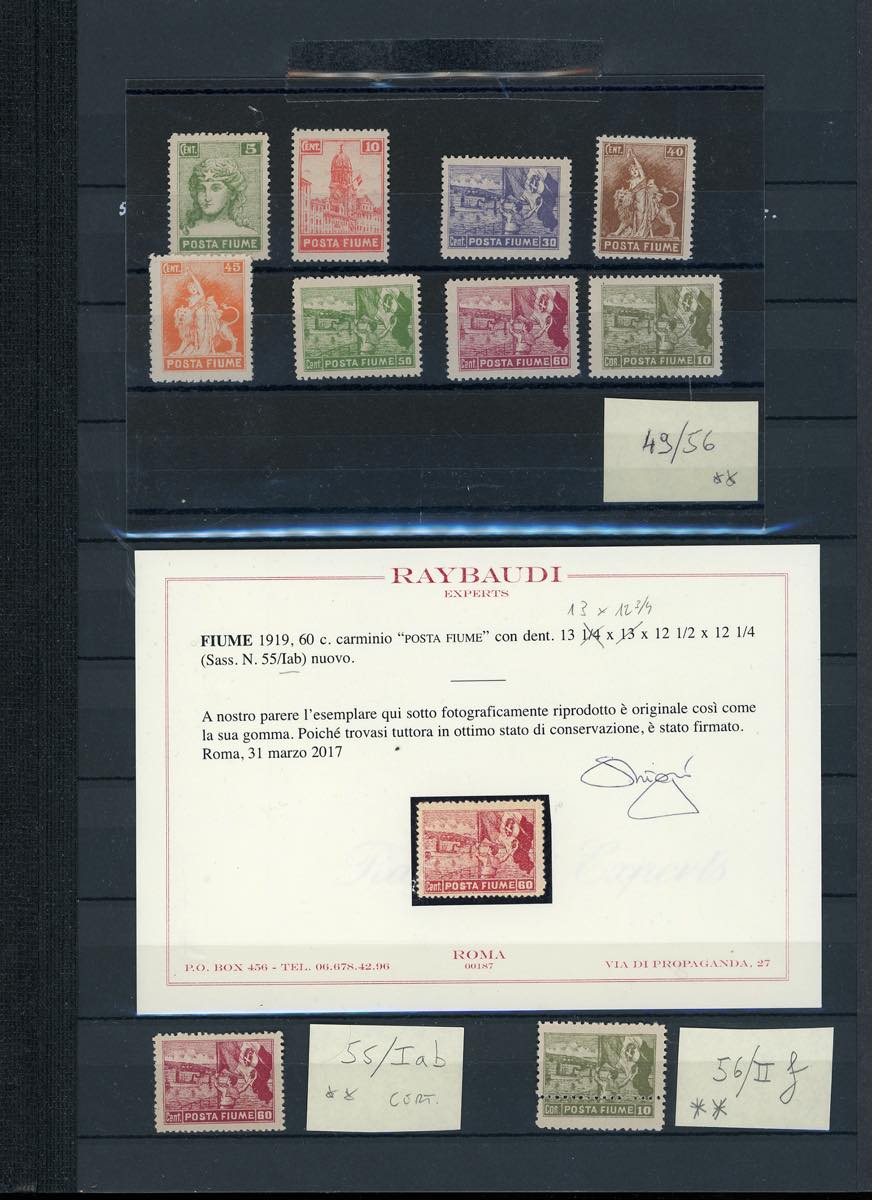 CENT. 5
POSTA FIUME
CENT. 10
POSTA FIUME
Cent. POSTA FIUME 30
CENT. 40
POSTA FIUME
CENT. 45
POSTA FIUME
Cent. POSTA FIUME 50
Cent. POSTA FIUME 60
Cor. POSTA FIUME 10
49/56
**
RAYBAUDI
EXPERTS
13 x 12 3/4
FIUME 1919, 60 c. carminio “POSTA FIUME” con dent. 13 1/4 x 13 x 12 1/2 x 12 1/4
(Sass. N. 55/Iab) nuovo.
A nostro parere l’esemplare qui sotto fotograficamente riprodotto è originale così come
la sua gomma. Poiché trovasi tuttora in ottimo stato di conservazione, è stato firmato.
Roma, 31 marzo 2017
Cent. POSTA FIUME 60
P.O. BOX 456 - TEL. 06.678.42.96
ROMA
00187
VIA DI PROPAGANDA, 27
Cent. POSTA FIUME 60
55/Iab
** CERT.
Cor. POSTA FIUME 10
56/II f
**